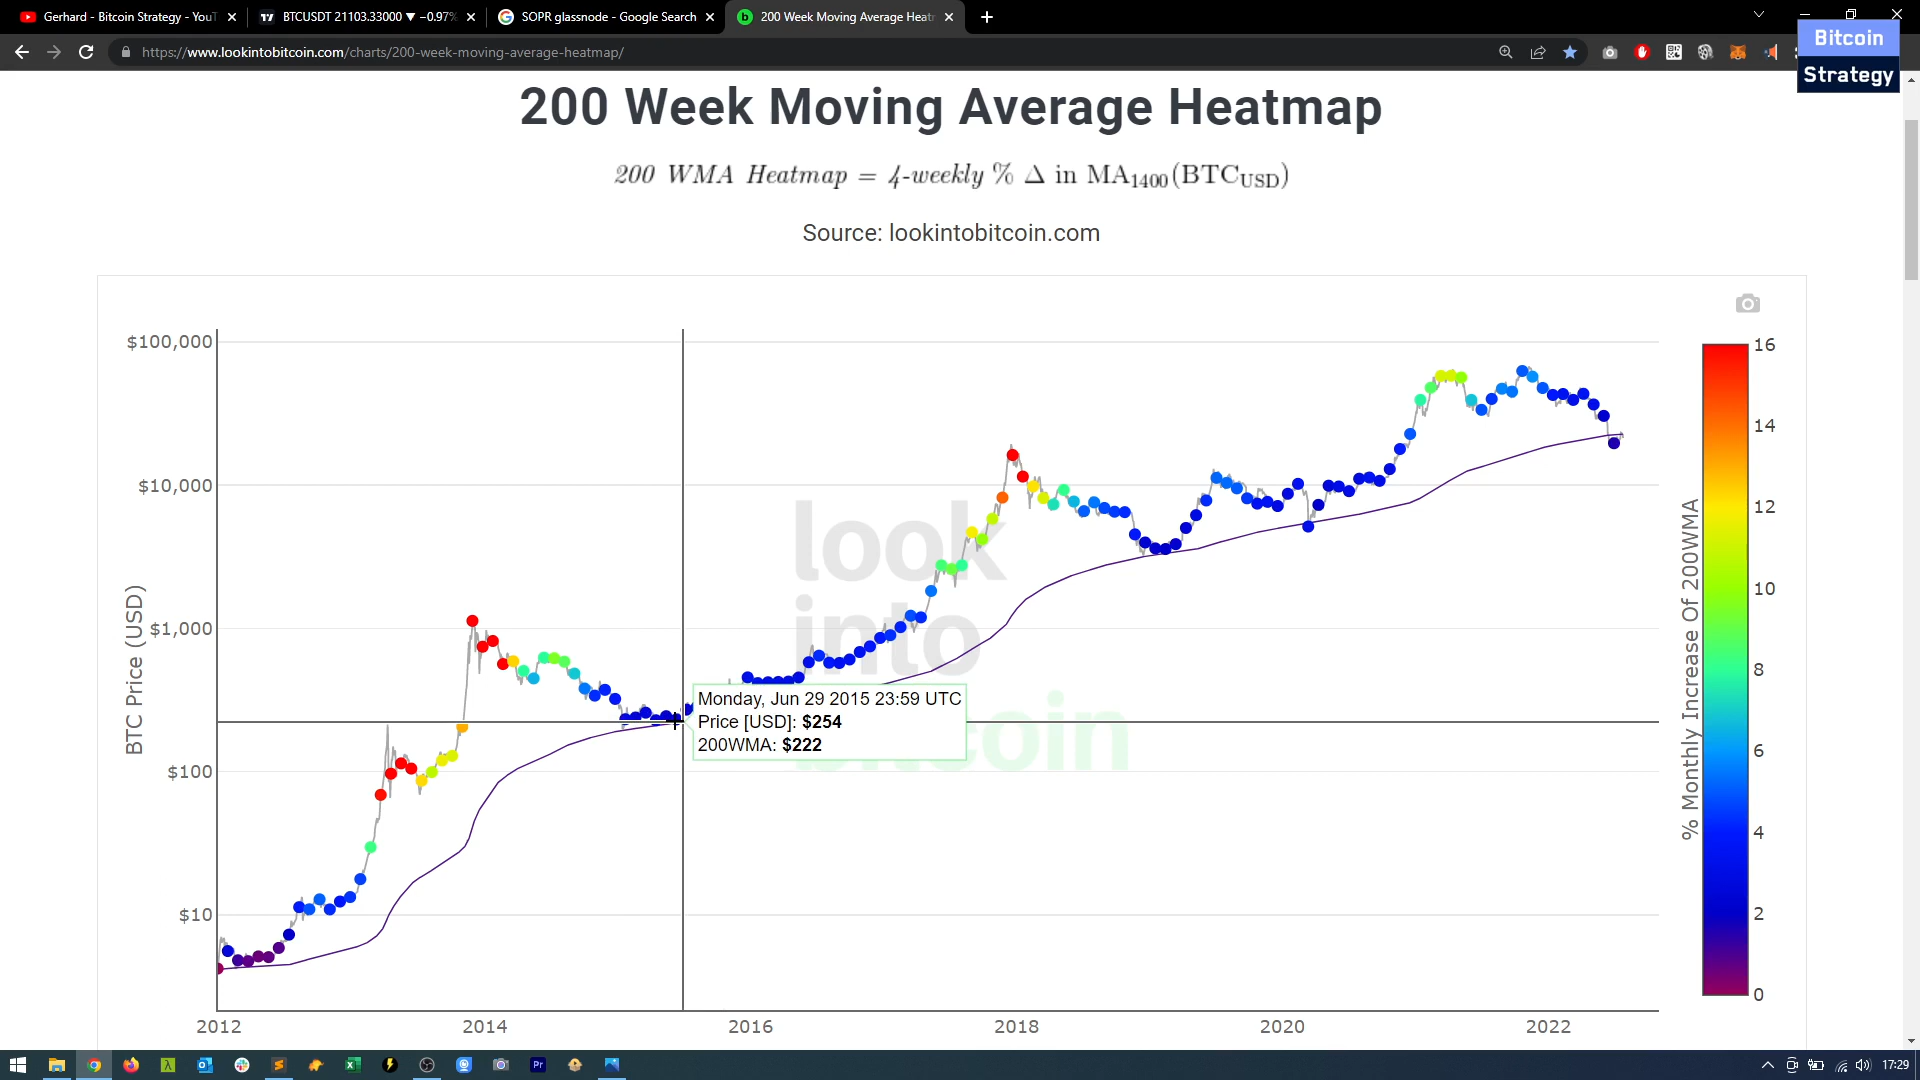 Gerhard - Bitcoin Strategy - YouT
BTCUSDT 21103.33000 ▼ −0.97%
SOPR glassnode - Google Search
200 Week Moving Average Heatm
https://www.lookintobitcoin.com/charts/200-week-moving-average-heatmap/
Bitcoin
Strategy
200 Week Moving Average Heatmap
200 WMA Heatmap = 4-weekly % Δ in MA1400(BTCUSD)
Source: lookintobitcoin.com
$100,000
$10,000
$1,000
$100
$10
BTC Price (USD)
look
into
bitcoin
Monday, Jun 29 2015 23:59 UTC
Price [USD]: $254
200WMA: $222
2012
2014
2016
2018
2020
2022
% Monthly Increase Of 200WMA
16
14
12
10
8
6
4
2
0
17:29